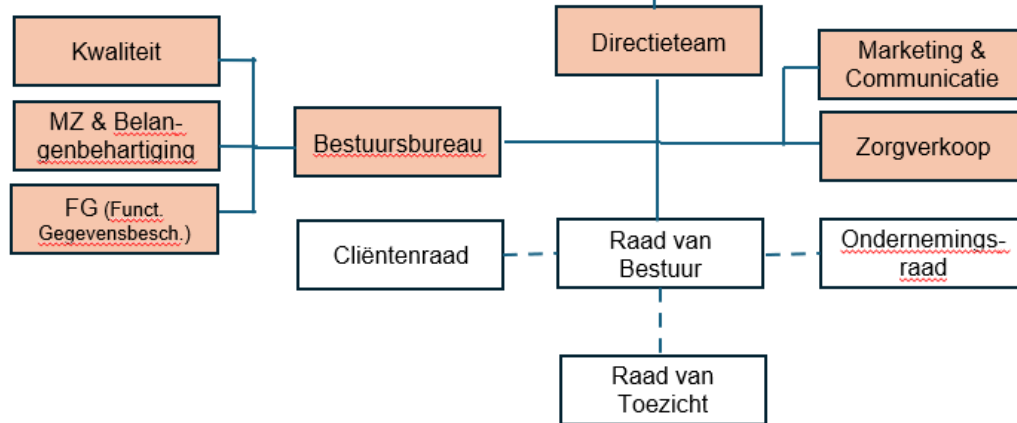 Kwaliteit
MZ & Belan-
genbehartiging
FG (Funct.
Gegevensbesch.)
Bestuursbureau
Directieteam
Marketing &
Communicatie
Zorgverkoop
Cliëntenraad
Raad van
Bestuur
Ondernemings-
raad
Raad van
Toezicht